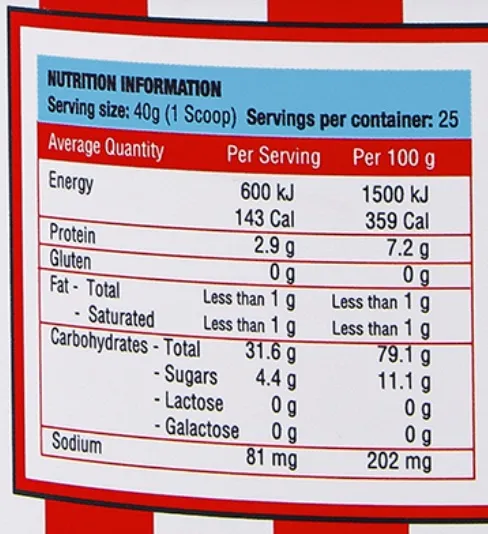 NUTRITION INFORMATION
Serving size: 40g (1 Scoop) Servings per container: 25
Average Quantity Per Serving Per 100 g
Energy 600 kJ 1500 kJ
143 Cal 359 Cal
Protein 2.9 g 7.2 g
Gluten 0 g 0 g
Fat - Total Less than 1 g Less than 1 g
- Saturated Less than 1 g Less than 1 g
Carbohydrates - Total 31.6 g 79.1 g
- Sugars 4.4 g 11.1 g
- Lactose 0 g 0 g
- Galactose 0 g 0 g
Sodium 81 mg 202 mg